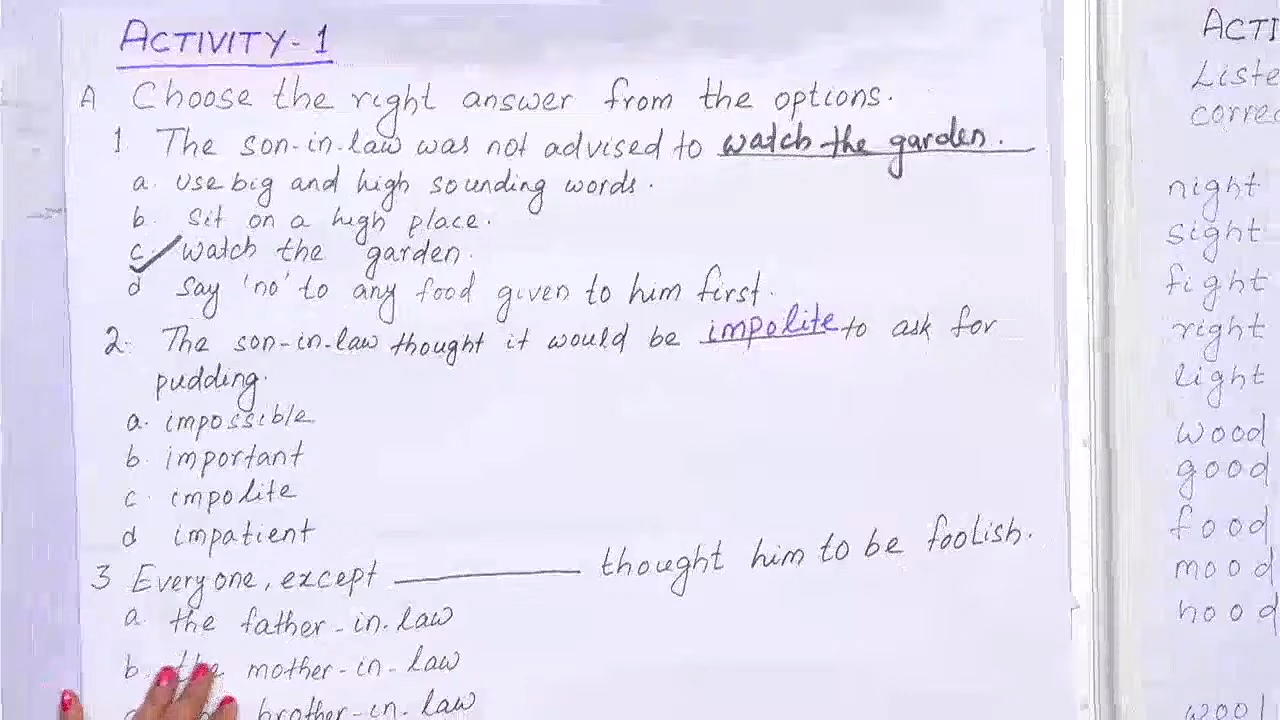 ACTIVITY-1
A Choose the right answer from the options.
1 The son-in-law was not advised to watch the garden.
a. Use big and high sounding words.
b. Sit on a high place.
c. watch the garden.
d Say 'no' to any food given to him first.
2. The son-in-law thought it would be impolite to ask for
pudding.
a. impossible
b. important
c. impolite
d impatient
3 Everyone, except __________ thought him to be foolish.
a. the father-in-law
b. the mother-in-law
brother-in-law
ACTI
Liste
correc
night
sight
fight
right
light
wood
good
food
mood
hood
wool